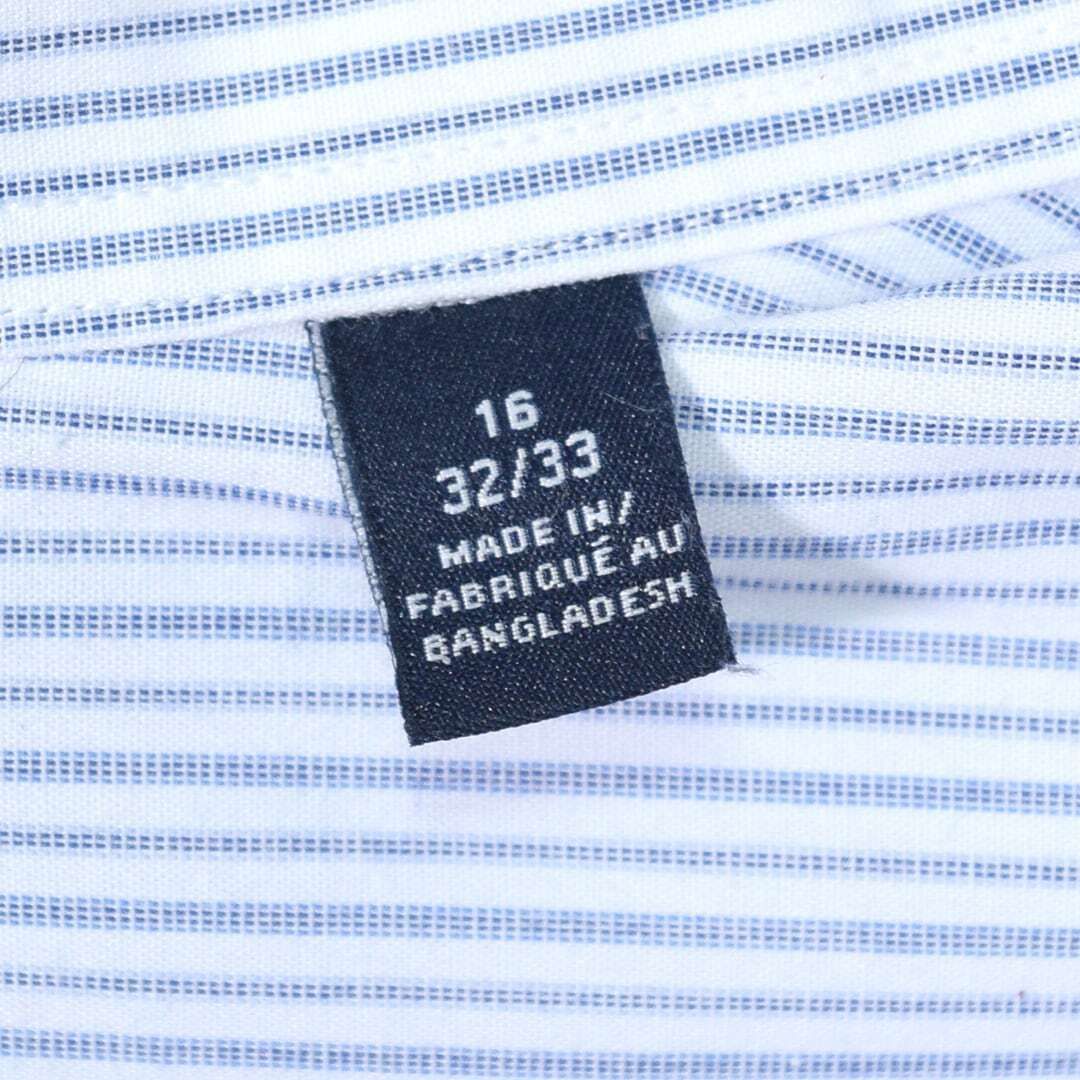 16
32/33
MADE IN/
FABRIQUÉ AU
BANGLADESH